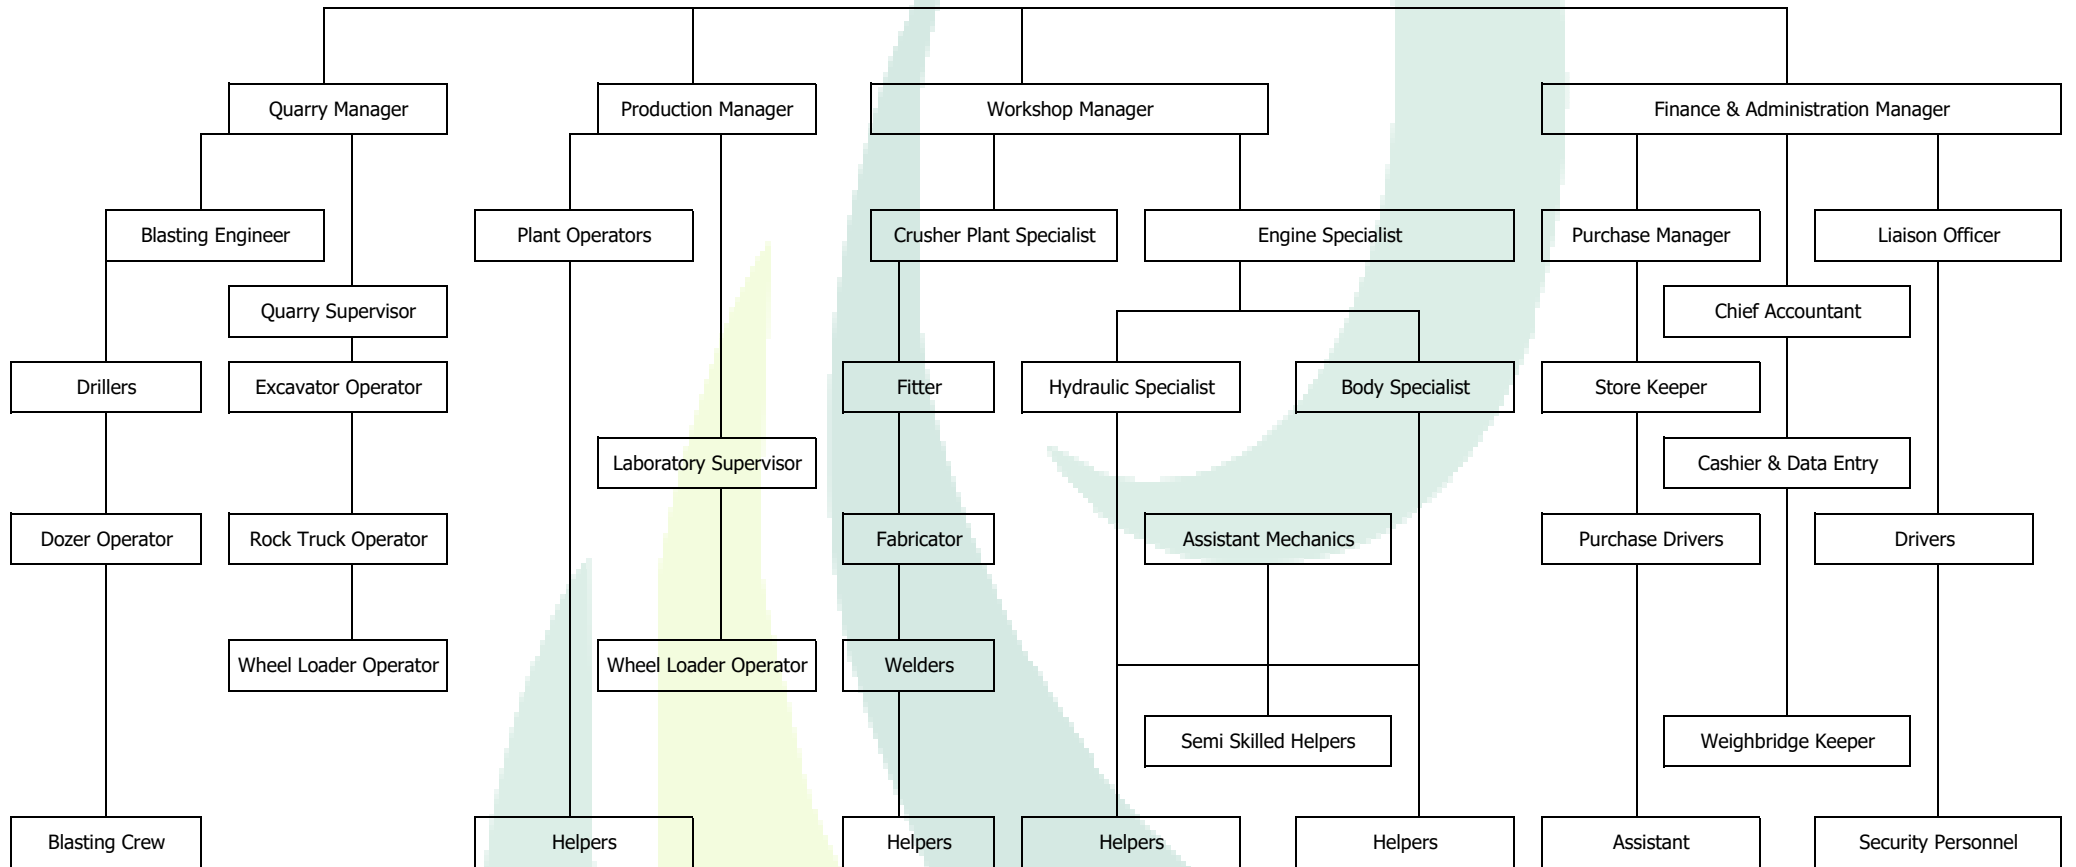 Quarry Manager
Production Manager
Workshop Manager
Finance & Administration Manager
Blasting Engineer
Plant Operators
Crusher Plant Specialist
Engine Specialist
Purchase Manager
Liaison Officer
Quarry Supervisor
Chief Accountant
Drillers
Excavator Operator
Fitter
Hydraulic Specialist
Body Specialist
Store Keeper
Laboratory Supervisor
Cashier & Data Entry
Dozer Operator
Rock Truck Operator
Fabricator
Assistant Mechanics
Purchase Drivers
Drivers
Wheel Loader Operator
Wheel Loader Operator
Welders
Semi Skilled Helpers
Weighbridge Keeper
Blasting Crew
Helpers
Helpers
Helpers
Helpers
Assistant
Security Personnel